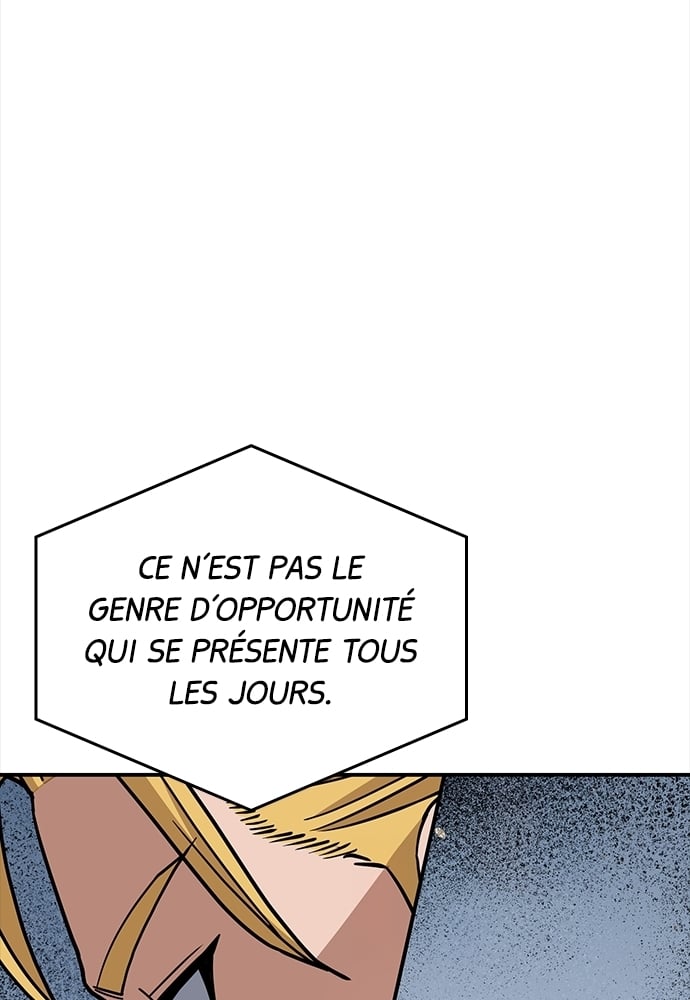 CE N'EST PAS LE
GENRE D'OPPORTUNITÉ
QUI SE PRÉSENTE TOUS
LES JOURS.